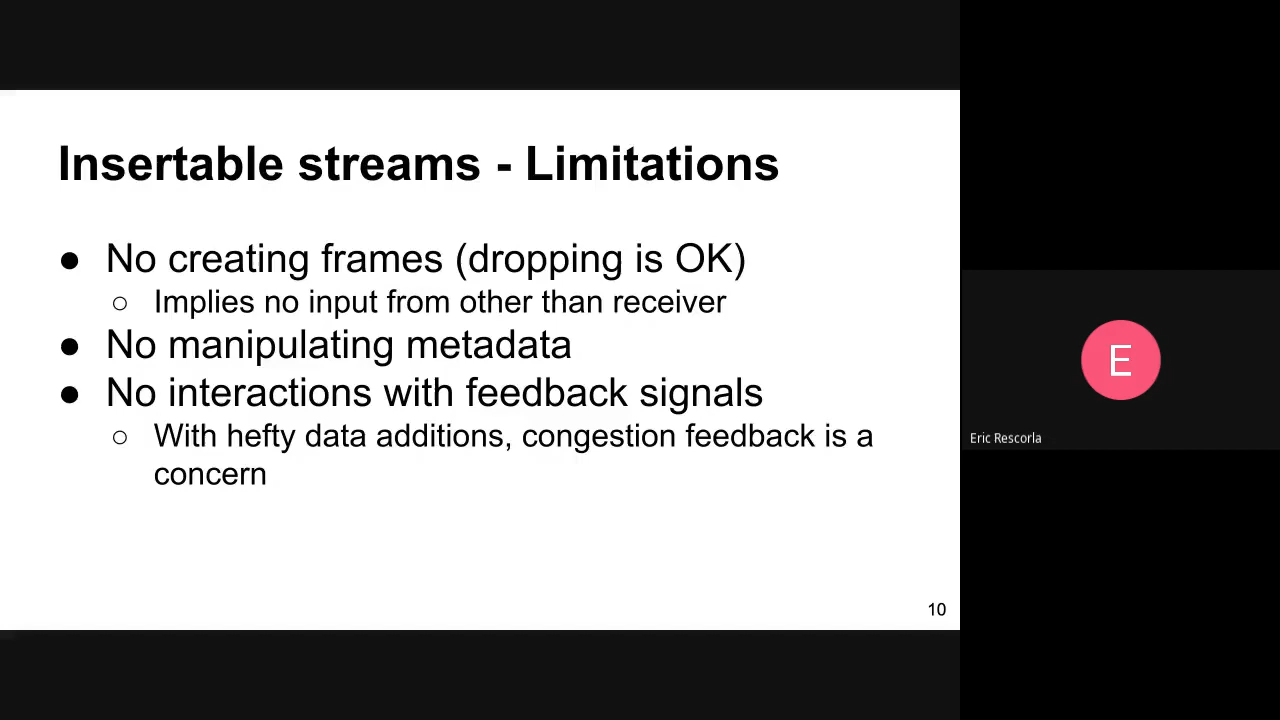 Insertable streams - Limitations
● No creating frames (dropping is OK)
○ Implies no input from other than receiver
● No manipulating metadata
● No interactions with feedback signals
○ With hefty data additions, congestion feedback is a
concern
10
E
Eric Rescorla